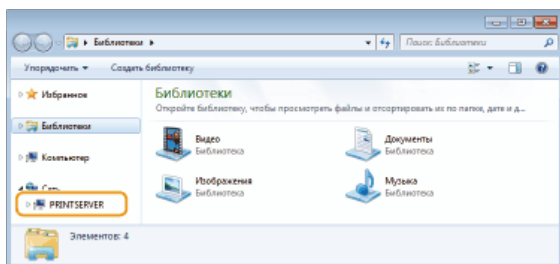 Библиотеки
Поиск: Библиотеки
Упорядочить
Создать библиотеку
Избранное
Библиотеки
Компьютер
Сеть
PRINTSERVER
Библиотеки
Откройте библиотеку, чтобы просмотреть файлы и отсортировать их по папке, дате и д...
Видео
Библиотека
Документы
Библиотека
Изображения
Библиотека
Музыка
Библиотека
Элементов: 4